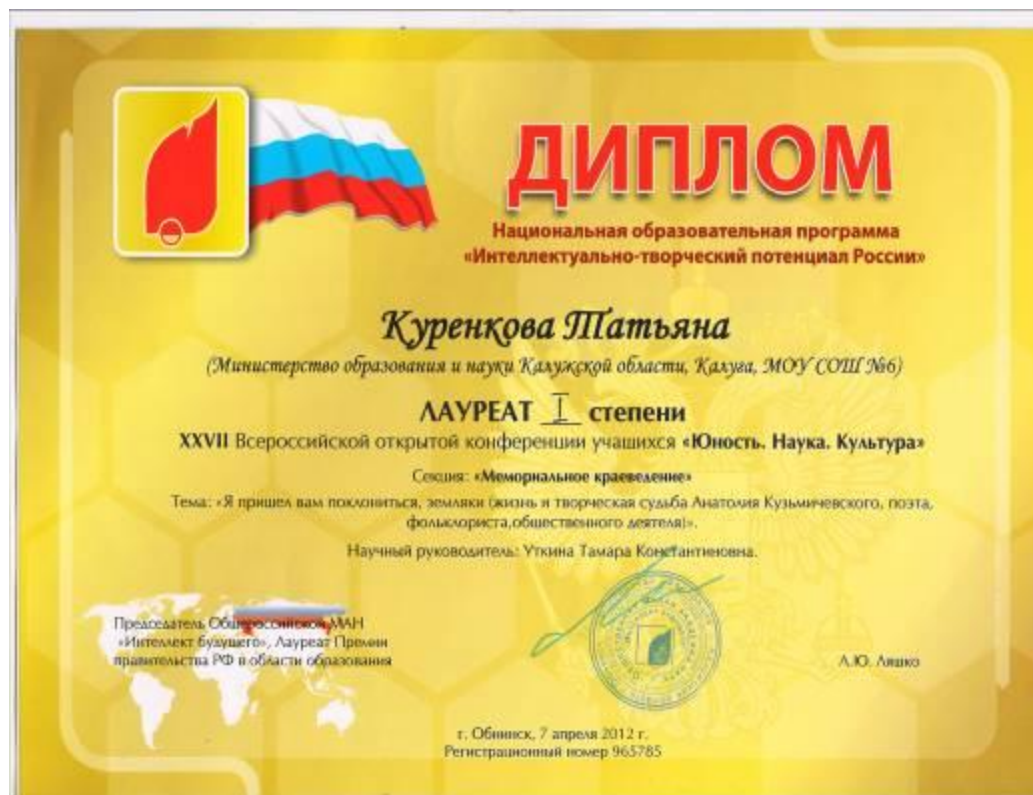 ДИПЛОМ
Национальная образовательная программа
«Интеллектуально-творческий потенциал России»
Куренкова Татьяна
(Министерство образования и науки Калужской области, Калуга, МОУ СОШ №6)
ЛАУРЕАТ I степени
XXVII Всероссийской открытой конференции учащихся «Юность. Наука. Культура»
Секция: «Мемориальное краеведение»
Тема: «Я пришел вам поклониться, земляки (жизнь и творческая судьба Анатолия Кузьмичевского, поэта,
фольклориста,общественного деятеля)».
Научный руководитель: Уткина Тамара Константиновна.
Председатель Общероссийской МАН
«Интеллект будущего», Лауреат Премии
правительства РФ в области образования
Л.Ю. Ляшко
г. Обнинск, 7 апреля 2012 г.
Регистрационный номер 965785